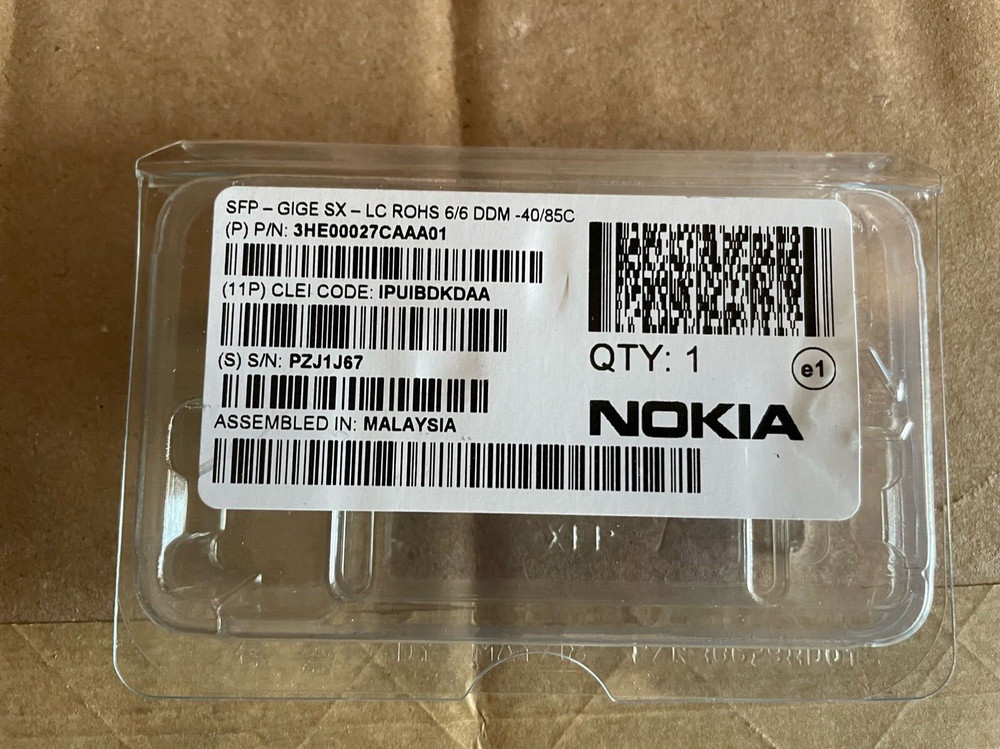 SFP – GIGE SX – LC ROHS 6/6 DDM -40/85C
(P) P/N: 3HE00027CAAA01
(11P) CLEI CODE: IPUIBDKDAA
(S) S/N: PZJ1J67
ASSEMBLED IN: MALAYSIA
QTY: 1
e1
NOKIA
XFP